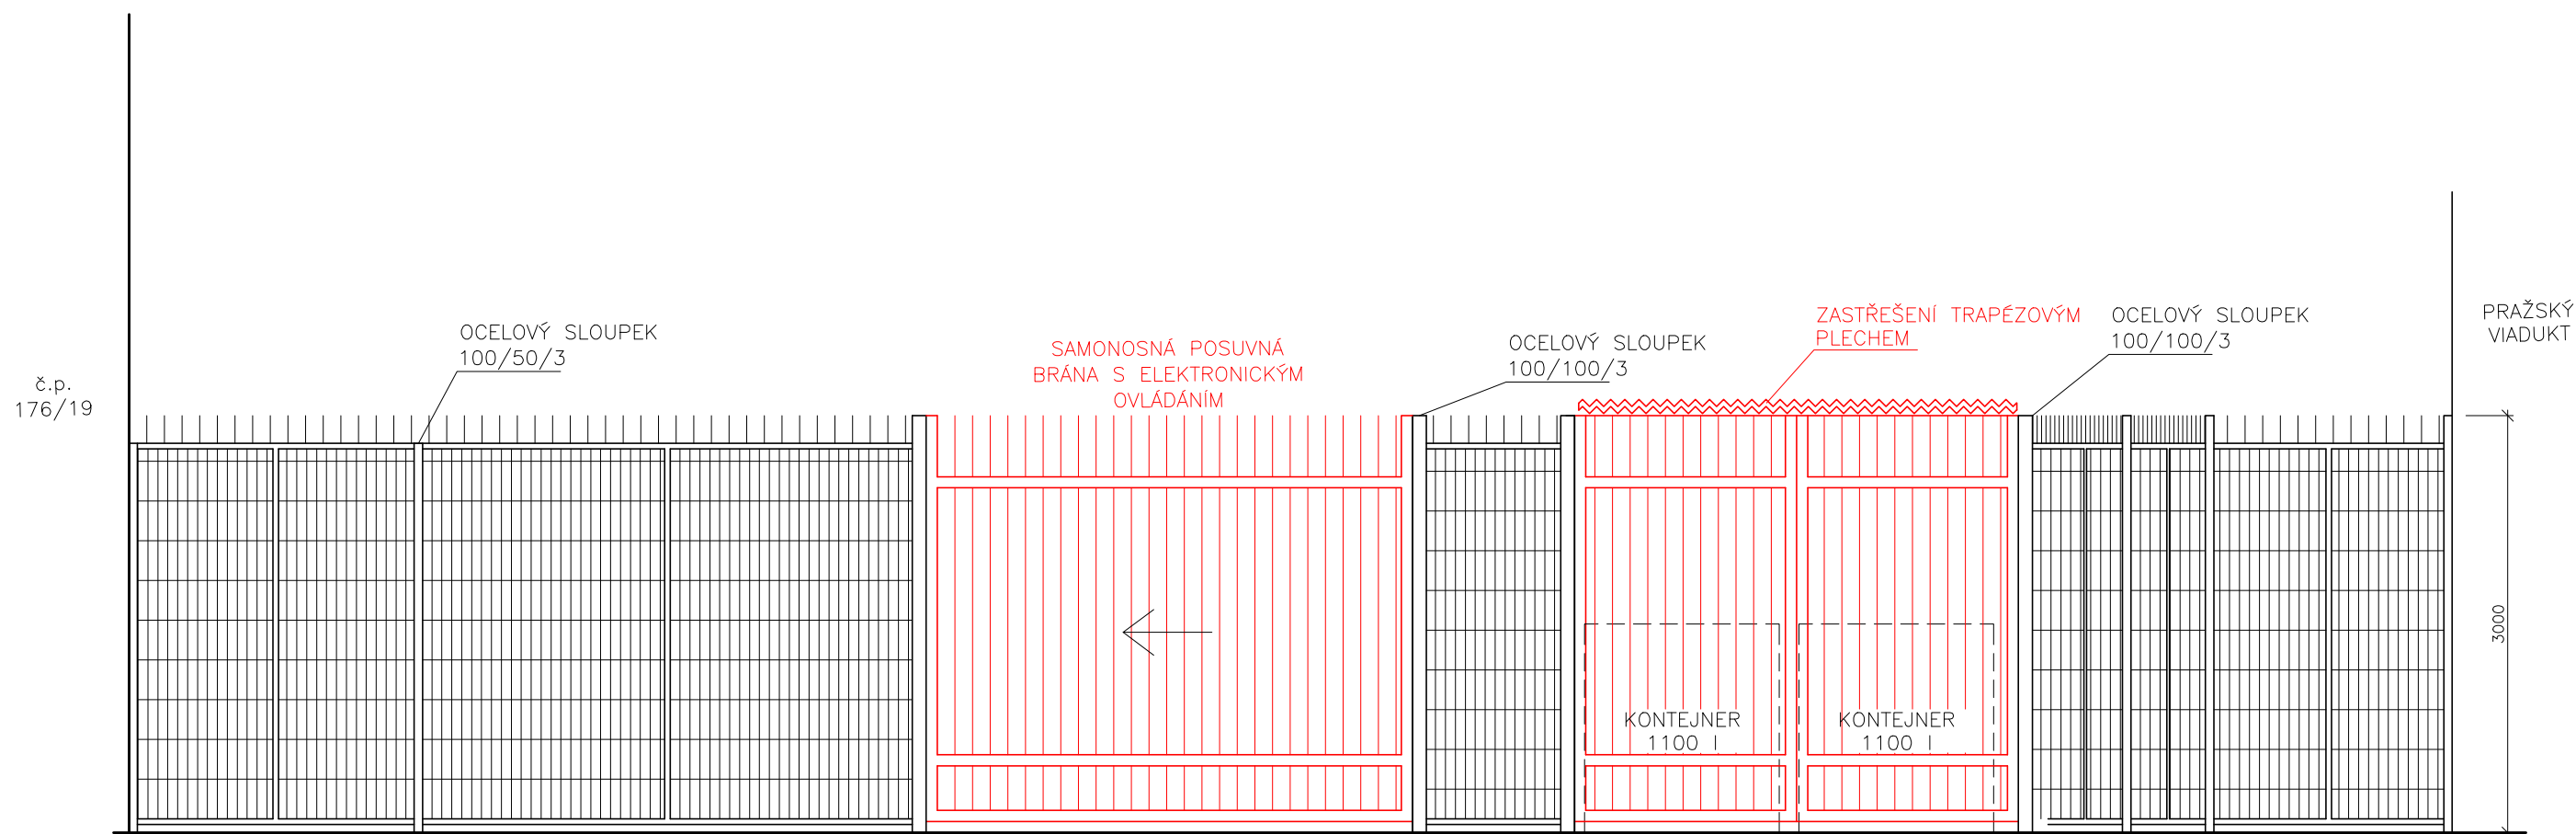 č.p.
176/19
OCELOVÝ SLOUPEK
100/50/3
SAMONOSNÁ POSUVNÁ
BRÁNA S ELEKTRONICKÝM
OVLÁDÁNÍM
OCELOVÝ SLOUPEK
100/100/3
ZASTŘEŠENÍ TRAPÉZOVÝM
PLECHEM
OCELOVÝ SLOUPEK
100/100/3
PRAŽSKÝ
VIADUKT
KONTEJNER
1100 l
KONTEJNER
1100 l
3000